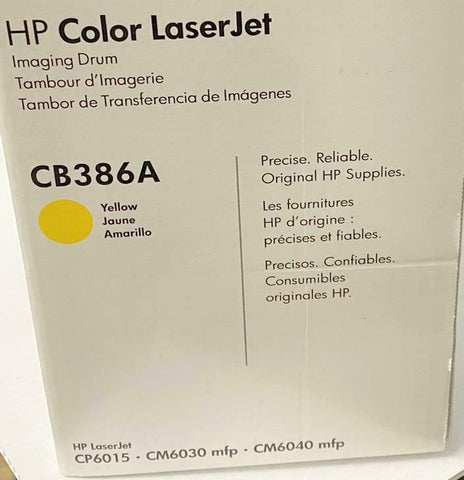 HP Color LaserJet
Imaging Drum
Tambour d'Imagerie
Tambor de Transferencia de Imágenes
CB386A
Yellow
Jaune
Amarillo
Precise. Reliable.
Original HP Supplies.
Les fournitures
HP d'origine :
précises et fiables.
Precisos. Confiables.
Consumibles
originales HP.
HP LaserJet
CP6015 · CM6030 mfp · CM6040 mfp